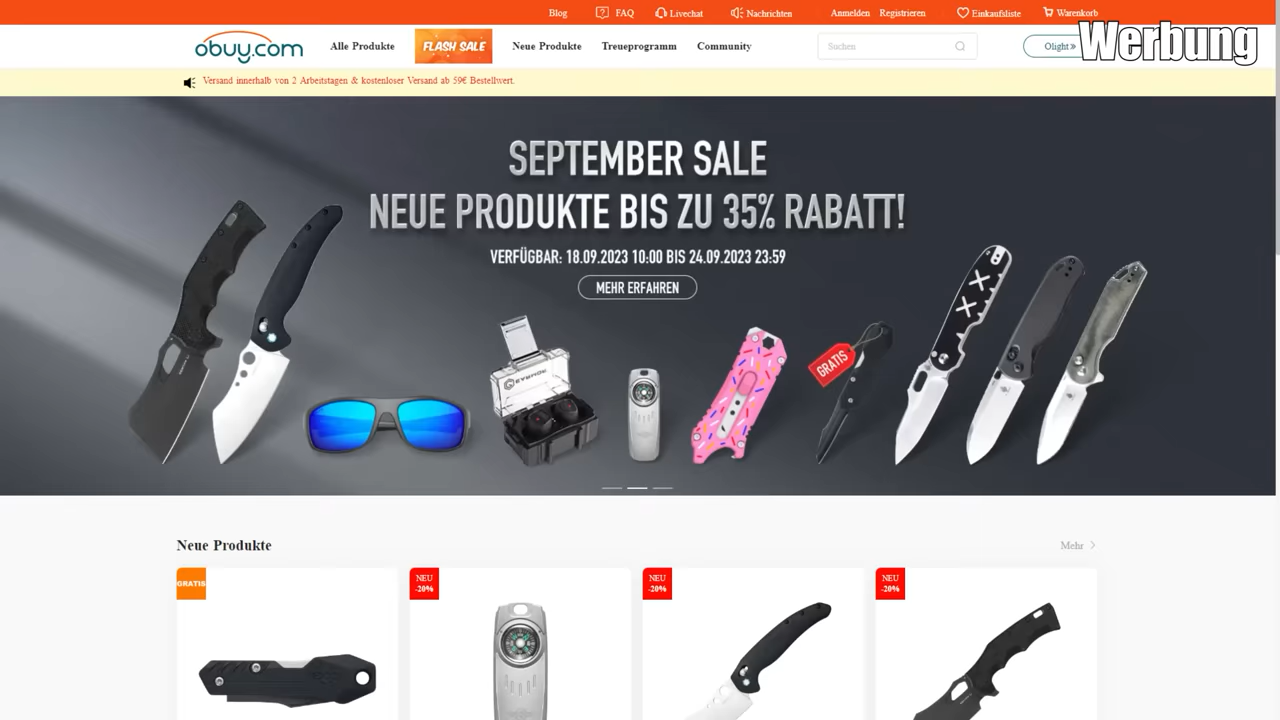 Blog FAQ Livechat Nachrichten Anmelden Registrieren Einkaufsliste Warenkorb
obuy.com Alle Produkte FLASH SALE Neue Produkte Treueprogramm Community Suchen Olight»
Werbung
Versand innerhalb von 2 Arbeitstagen & kostenloser Versand ab 59€ Bestellwert.
SEPTEMBER SALE
NEUE PRODUKTE BIS ZU 35% RABATT!
VERFÜGBAR: 18.09.2023 10:00 BIS 24.09.2023 23:59
MEHR ERFAHREN
GRATIS
Neue Produkte Mehr
GRATIS
NEU
-20%
NEU
-20%
NEU
-20%